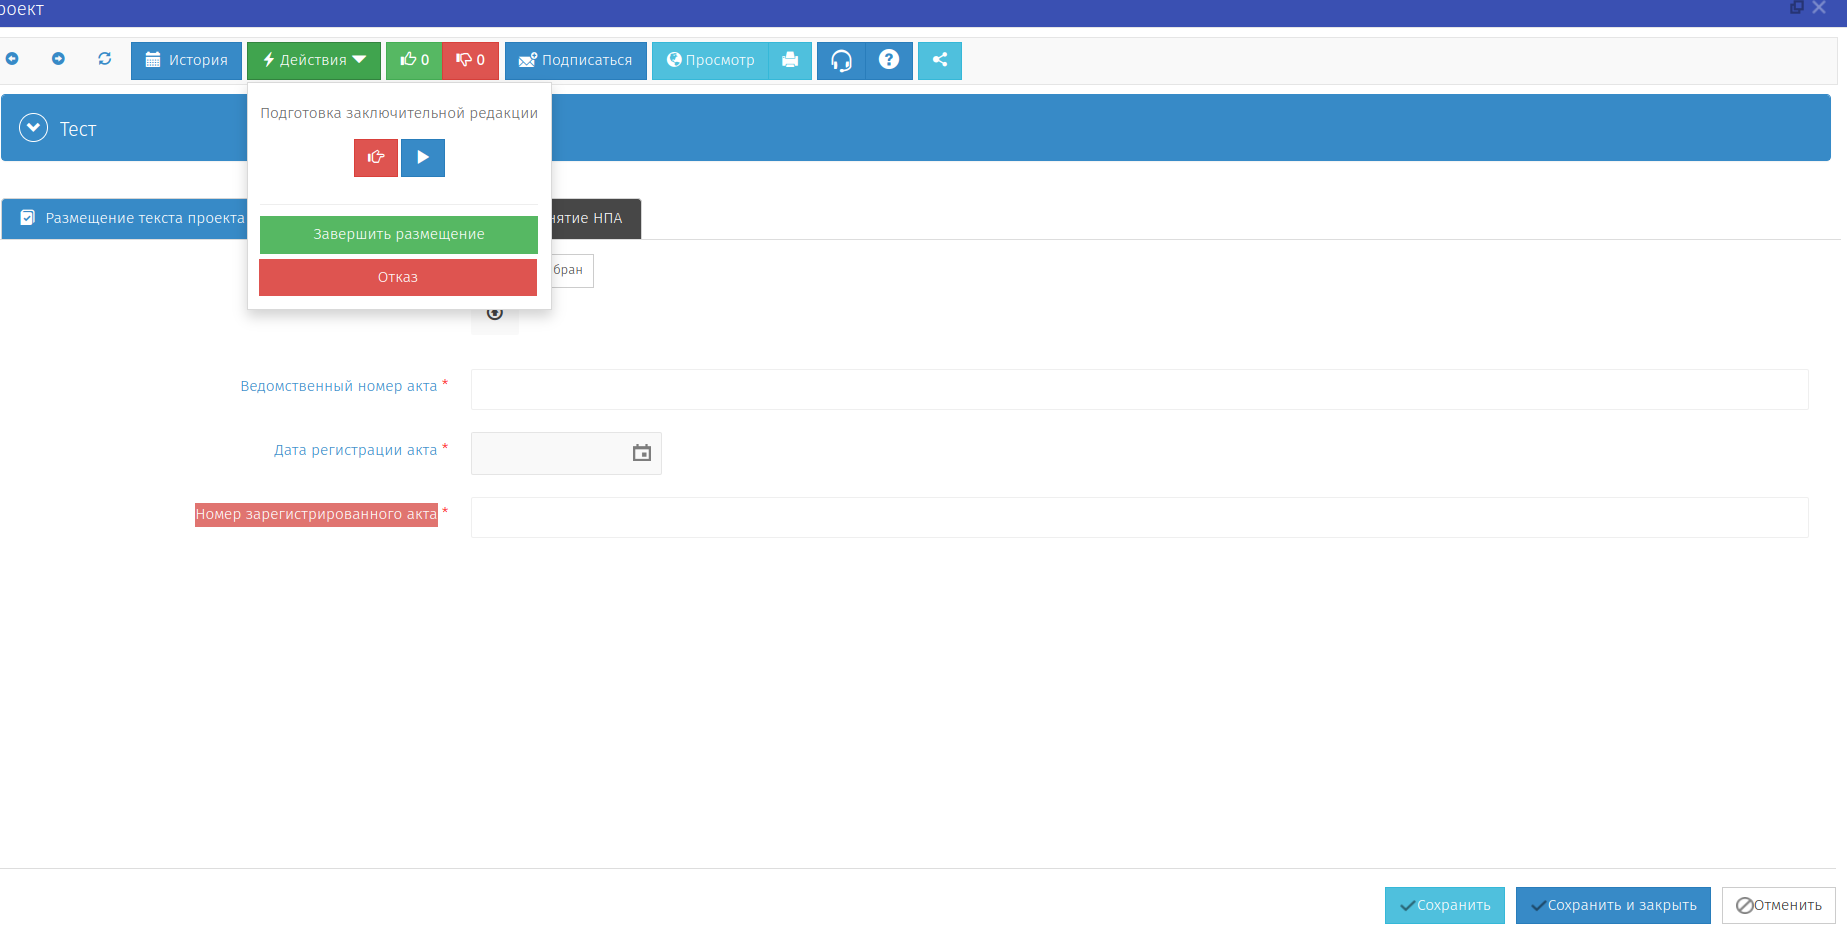 роект
История
Действия
0
0
Подписаться
Просмотр
Подготовка заключительной редакции
Тест
Размещение текста проекта
нятие НПА
Завершить размещение
бран
Отказ
Ведомственный номер акта *
Дата регистрации акта *
Номер зарегистрированного акта *
Сохранить
Сохранить и закрыть
Отменить